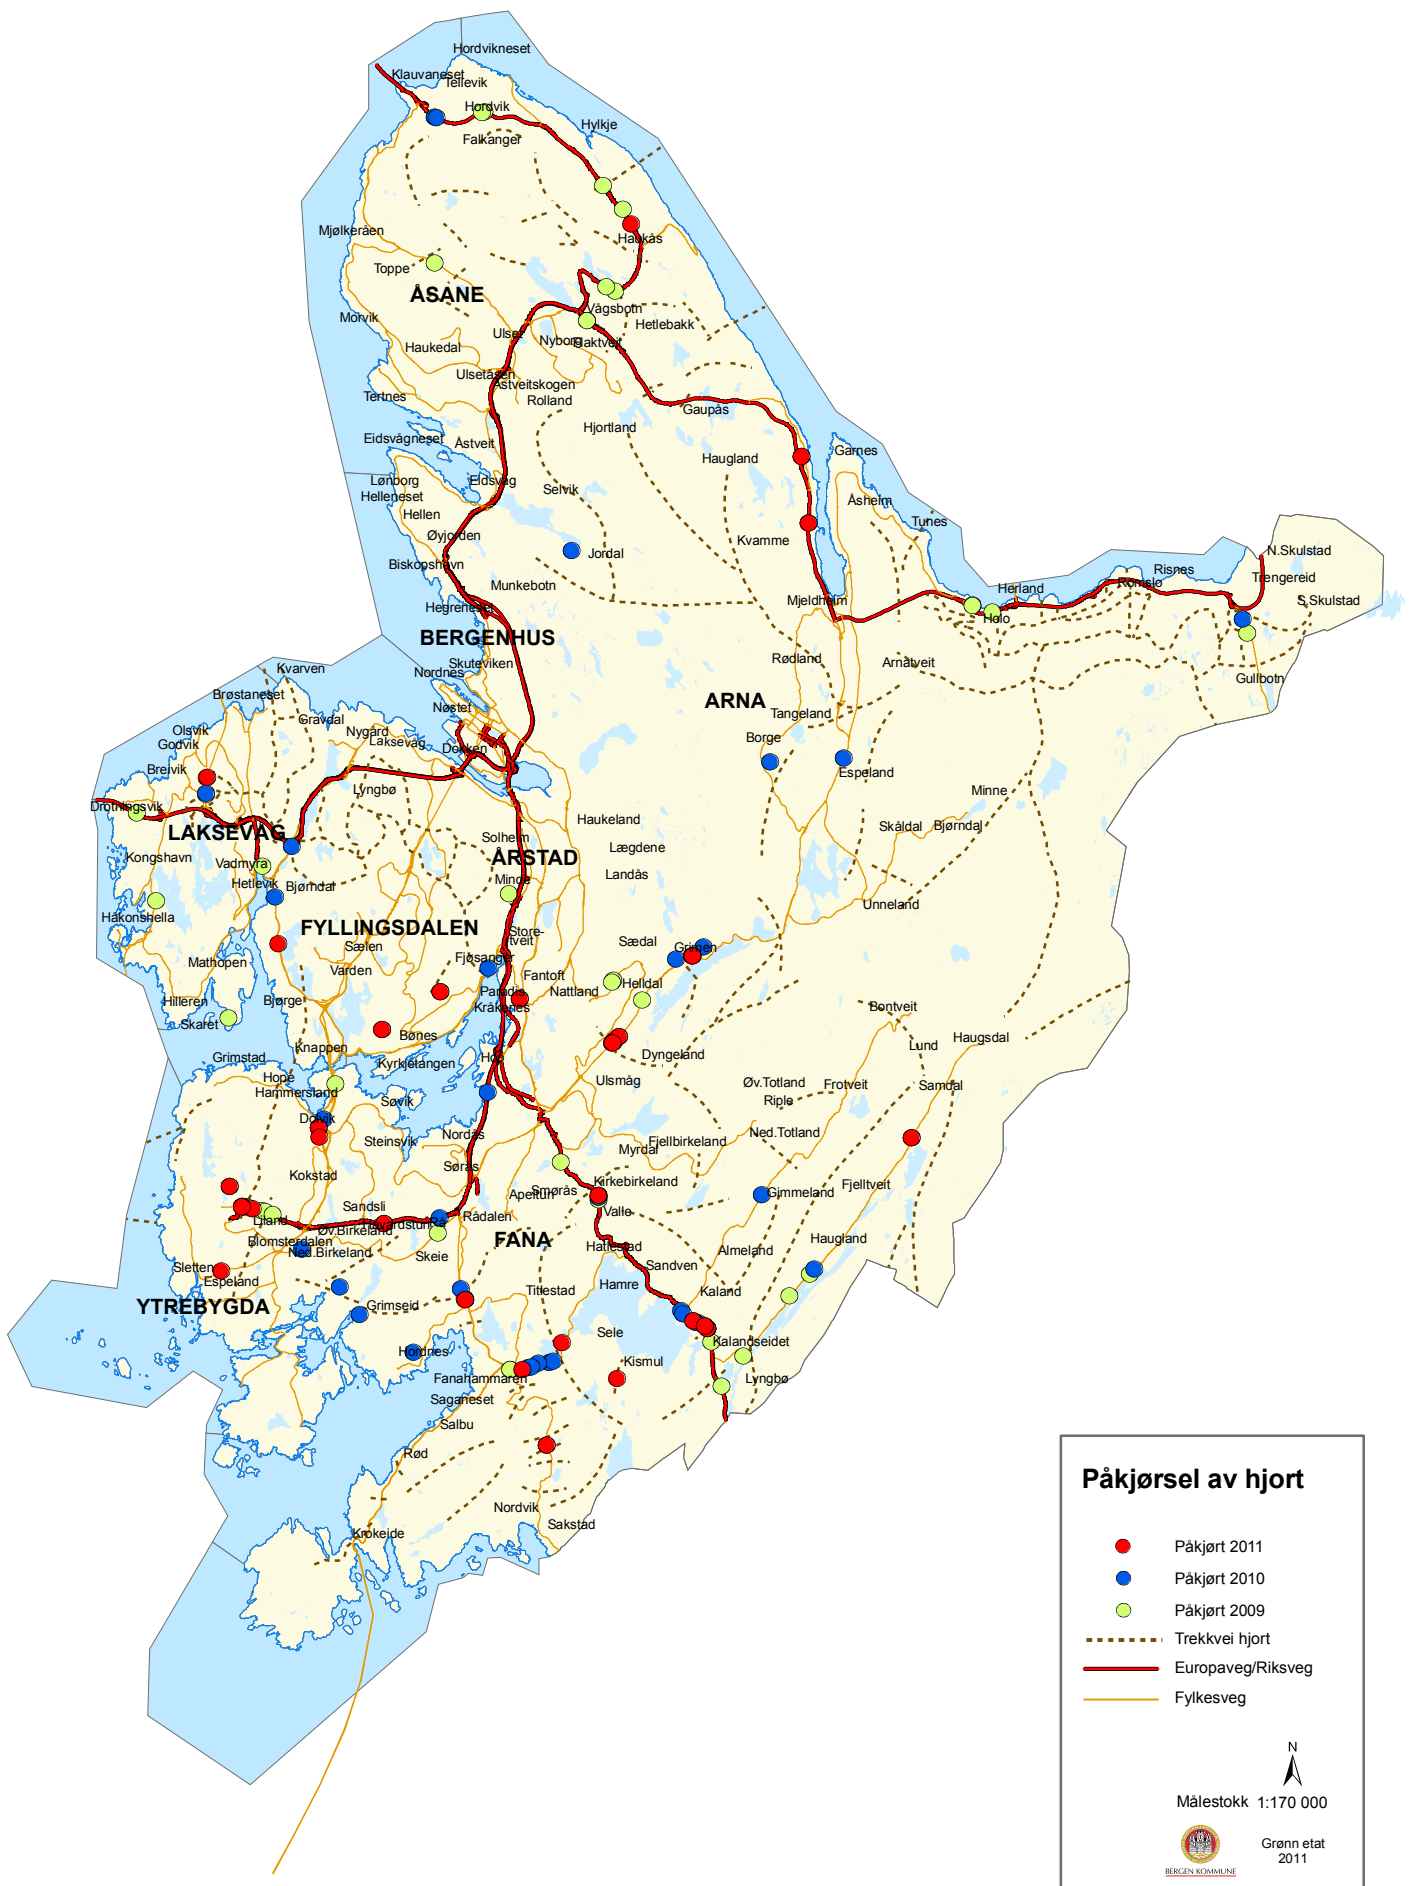 Hordvikneset
Klauvaneset
Tellevik
Hordvik
Hylkje
Falkanger
Mjølkeråen
Haukås
Toppe
ÅSANE
Vågsbotn
Morvik
Hetlebakk
Ulset
Nyborg
Blaktveit
Haukedal
Ulsetåsen
Åstveitskogen
Rolland
Tertnes
Gaupås
Hjortland
Eidsvågneset
Åstveit
Garnes
Haugland
Lønborg
Eidsvåg
Selvik
Åsheim
Helleneset
Hellen
Tunes
Øyjorden
Kvamme
Jordal
N.Skulstad
Biskopshavn
Risnes
Trengereid
Munkebotn
Romslo
Herland
Mjeldheim
S.Skulstad
Hegreneset
Holo
BERGENHUS
Skuteviken
Rødland
Arnatveit
Kvarven
Nordnes
Gullbotn
Brøstaneset
ARNA
Nøstet
Tangeland
Gravdal
Olsvik
Nygård
Laksevåg
Borge
Godvik
Dokken
Breivik
Espeland
Lyngbø
Minne
Drotningsvik
Haukeland
LAKSEVÅG
Solheim
Skåldal
Bjørndal
Lægdene
Kongshavn
Vadmyra
ÅRSTAD
Landås
Minde
Hetlevik
Bjørndal
Unneland
Håkonshella
FYLLINGSDALEN
Store-
tveit
Sælen
Sædal
Grimen
Mathopen
Varden
Fjøsanger
Fantoft
Helldal
Paradis
Nattland
Hilleren
Bjørge
Kråkenes
Bontveit
Skaret
Bønes
Haugsdal
Knappen
Lund
Grimstad
Hop
Dyngeland
Kyrkjetangen
Hope
Ulsmåg
Øv.Totland
Frotveit
Samdal
Hammersland
Søvik
Riple
Dolvik
Nordås
Ned.Totland
Steinsvik
Fjellbirkeland
Myrdal
Kokstad
Søråş
Kirkebirkeland
Fjelltveit
Apeltun
Smørås
Gimmeland
Sandsli
Valle
Liland
Rådalen
Øv.Birkeland
Rå
FANA
Blomsterdalen
Hatlestad
Almeland
Haugland
Ned.Birkeland
Skeie
Sandven
Sletten
Espeland
Hamre
Kaland
Titlestad
YTREBYGDA
Grimseid
Sele
Kalandseidet
Hordnes
Kismul
Fanahammaren
Lyngbø
Saganeset
Salbu
Rød
Nordvik
Sakstad
Krokeide
Påkjørsel av hjort
Påkjørt 2011
Påkjørt 2010
Påkjørt 2009
Trekkvei hjort
Europaveg/Riksveg
Fylkesveg
N
Målestokk 1:170 000
Grønn etat
2011
BERGEN KOMMUNE